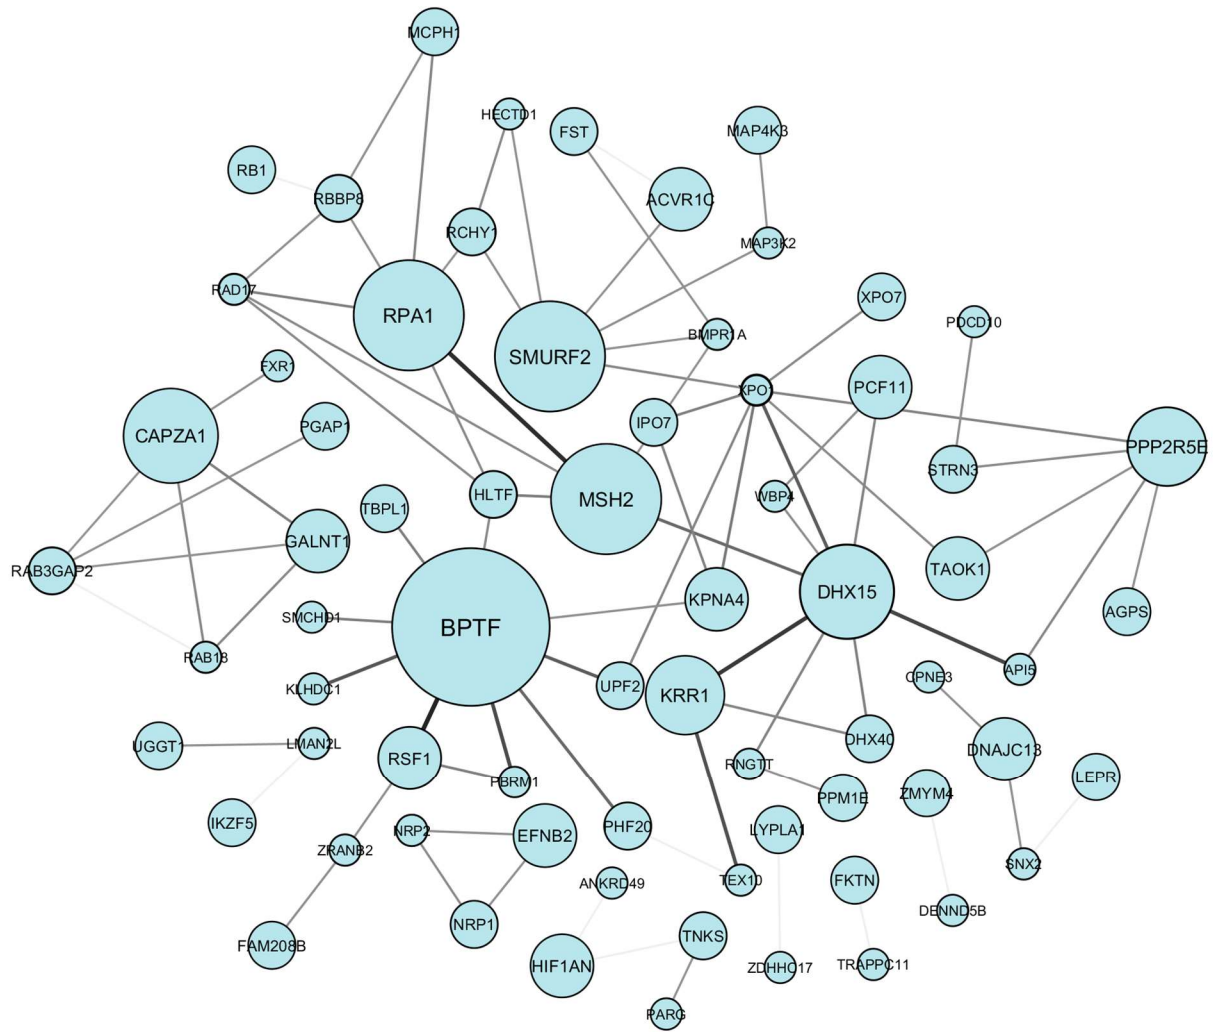 MCPH1
HECTD1
FST
MAP4K3
RB1
RBBP8
ACVR1C
RCHY1
MAP3K2
RAD17
XPO7
RPA1
PDCD10
BMPR1A
SMURF2
FXR1
XPO1
PCF11
IPO7
PGAP1
CAPZA1
PPP2R5E
STRN3
HLTF
WBP4
MSH2
TBPL1
GALNT1
TAOK1
RAB3GAP2
DHX15
KPNA4
AGPS
SMCHD1
BPTF
RAB18
API5
CPNE3
UPF2
KLHDC1
KRR1
DHX40
LMAN2L
UGGT1
DNAJC13
RSF1
RNGTT
LEPR
PBRM1
ZMYM4
PPM1E
IKZF5
PHF20
LYPLA1
NRP2
EFNB2
ZRANB2
SNX2
TEX10
FKTN
ANKRD49
DENND5B
NRP1
TNKS
FAM208B
HIF1AN
ZDHHC17
TRAPPC11
PARG